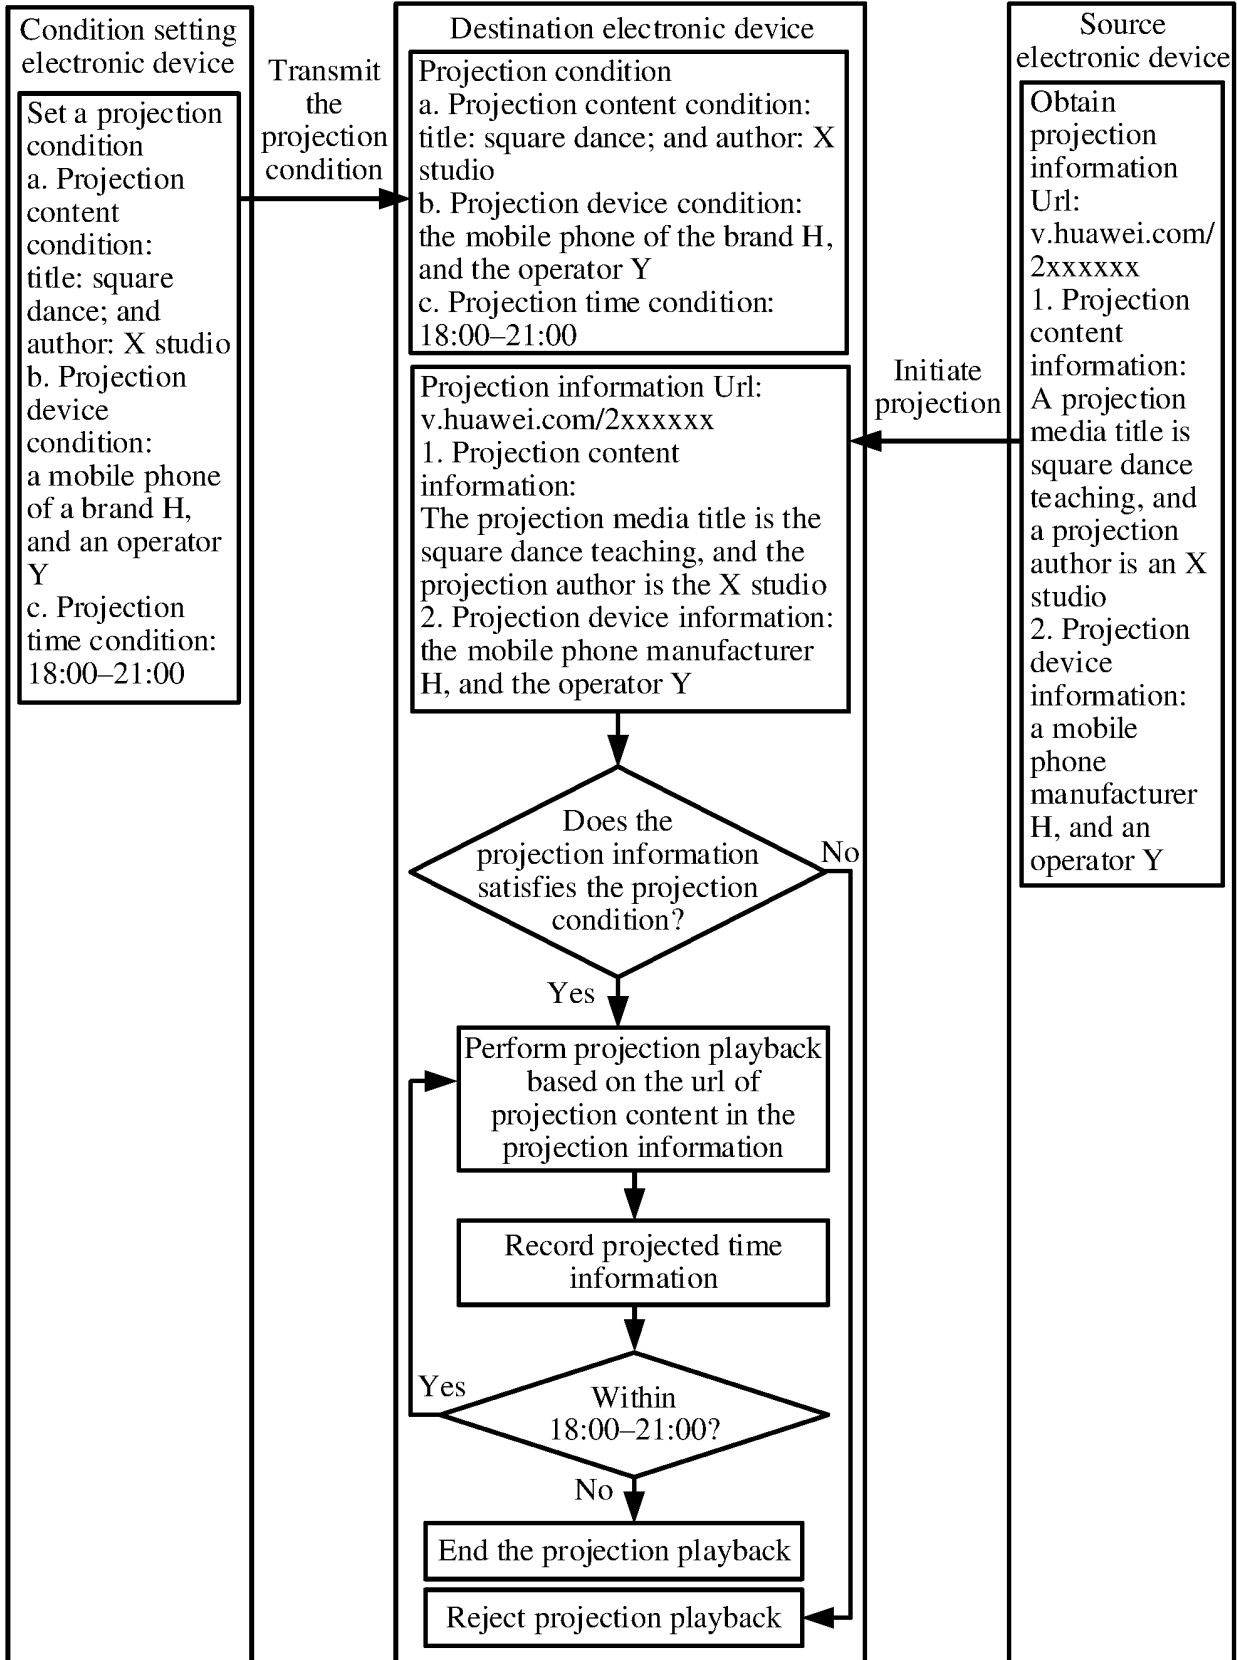 Condition setting
electronic device
Set a projection
condition
a. Projection
content
condition:
title: square
dance; and
author: X studio
b. Projection
device
condition:
a mobile phone
of a brand H,
and an operator
Y
c. Projection
time condition:
18:00–21:00
Transmit
the
projection
condition
Destination electronic device
Projection condition
a. Projection content condition:
title: square dance; and author: X
studio
b. Projection device condition:
the mobile phone of the brand H,
and the operator Y
c. Projection time condition:
18:00–21:00
Projection information Url:
v.huawei.com/2xxxxxx
1. Projection content
information:
The projection media title is the
square dance teaching, and the
projection author is the X studio
2. Projection device information:
the mobile phone manufacturer
H, and the operator Y
Does the
projection information
satisfies the projection
condition?
No
Yes
Perform projection playback
based on the url of
projection content in the
projection information
Record projected time
information
Within
18:00–21:00?
Yes
No
End the projection playback
Reject projection playback
Initiate
projection
Source
electronic device
Obtain
projection
information
Url:
v.huawei.com/
2xxxxxx
1. Projection
content
information:
A projection
media title is
square dance
teaching, and
a projection
author is an X
studio
2. Projection
device
information:
a mobile
phone
manufacturer
H, and an
operator Y